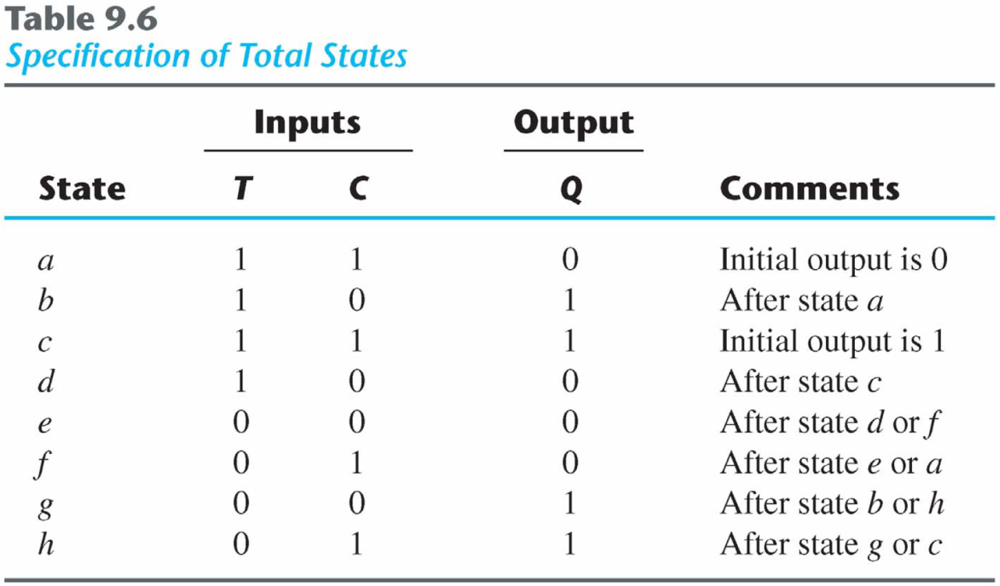 Table 9.6
Specification of Total States
Inputs Output
State T C Q Comments
a 1 1 0 Initial output is 0
b 1 0 1 After state a
c 1 1 1 Initial output is 1
d 1 0 0 After state c
e 0 0 0 After state d or f
f 0 1 0 After state e or a
g 0 0 1 After state b or h
h 0 1 1 After state g or c